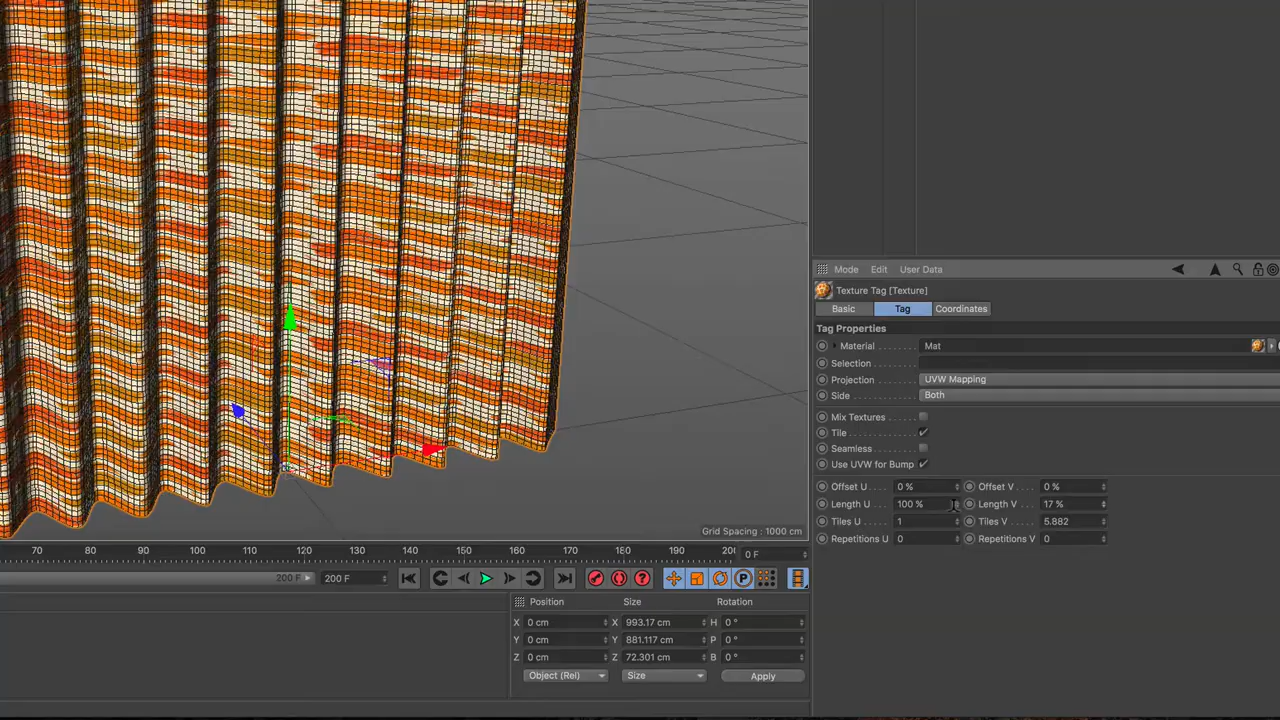 Mode Edit User Data
Texture Tag [Texture]
Basic Tag Coordinates
Tag Properties
Material Mat
Selection
Projection UVW Mapping
Side Both
Mix Textures
Tile
Seamless
Use UVW for Bump
Offset U 0 % Offset V 0 %
Length U 100 % Length V 17 %
Tiles U 1 Tiles V 5.882
Repetitions U 0 Repetitions V 0
Grid Spacing : 1000 cm
70 80 90 100 110 120 130 140 150 160 170 180 190 0 F
200 F 200 F
Position Size Rotation
X 0 cm X 993.17 cm H 0 °
Y 0 cm Y 881.117 cm P 0 °
Z 0 cm Z 72.301 cm B 0 °
Object (Rel) Size Apply